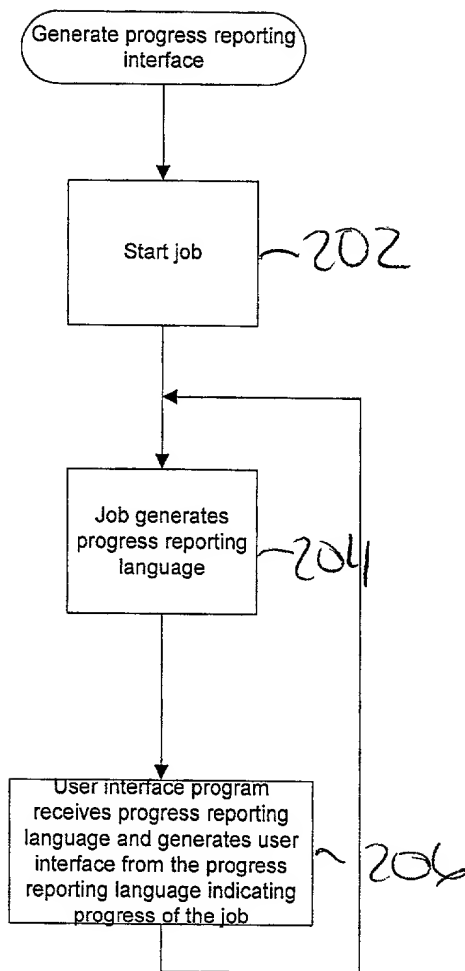 Generate progress reporting
interface
Start job
202
Job generates
progress reporting
language
204
User interface program
receives progress reporting
language and generates user
interface from the progress
reporting language indicating
progress of the job
206